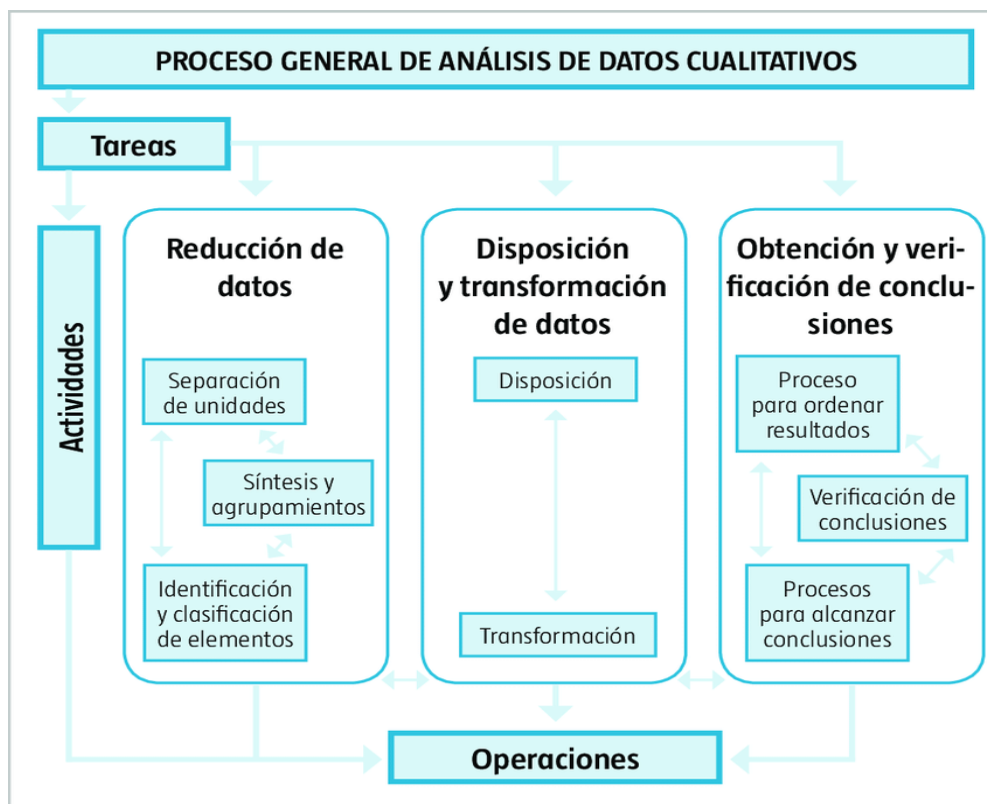 PROCESO GENERAL DE ANÁLISIS DE DATOS CUALITATIVOS
Tareas
Actividades
Reducción de
datos
Separación
de unidades
Síntesis y
agrupamientos
Identificación
y clasificación
de elementos
Disposición
y transformación
de datos
Disposición
Transformación
Obtención y veri-
ficación de conclu-
siones
Proceso
para ordenar
resultados
Verificación de
conclusiones
Procesos
para alcanzar
conclusiones
Operaciones